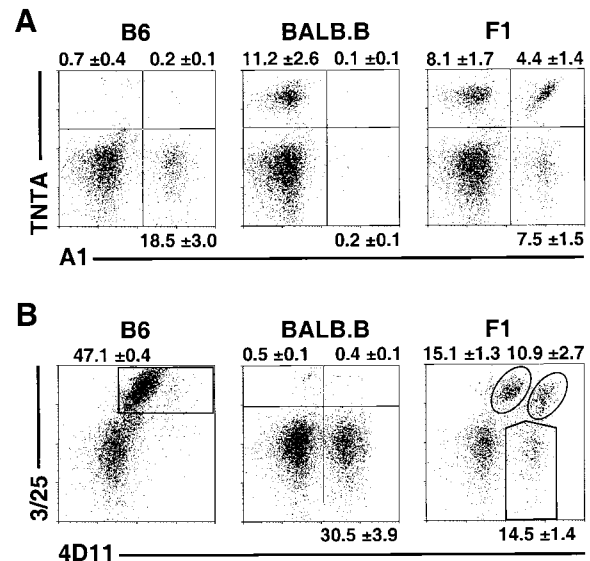 A
B6 BALB.B F1
0.7 ±0.4 0.2 ±0.1 11.2 ±2.6 0.1 ±0.1 8.1 ±1.7 4.4 ±1.4
TNTA
18.5 ±3.0 0.2 ±0.1 7.5 ±1.5
A1
B
B6 BALB.B F1
47.1 ±0.4 0.5 ±0.1 0.4 ±0.1 15.1 ±1.3 10.9 ±2.7
3/25
30.5 ±3.9 14.5 ±1.4
4D11